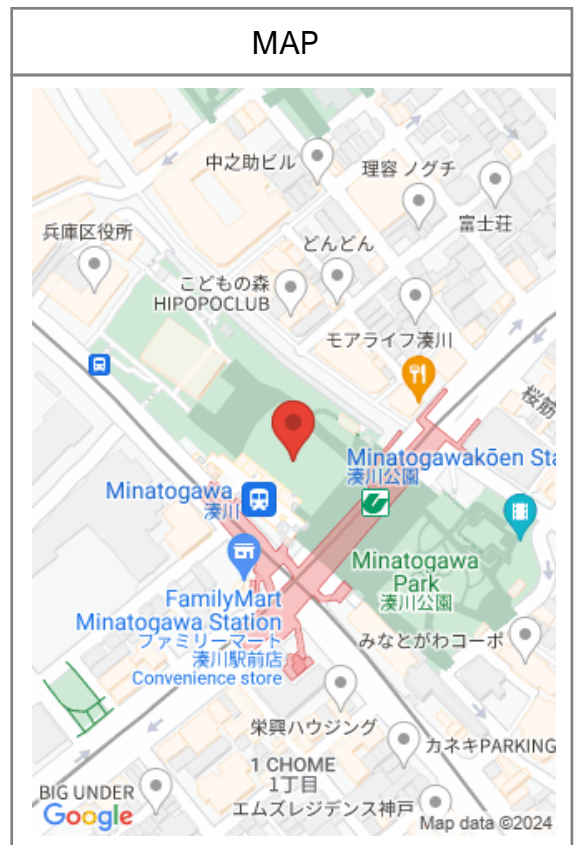 MAP
中之助ビル
理容 ノグチ
富士荘
兵庫区役所
どんどん
こどもの森
HIPOPOCLUB
モアライフ湊川
桜筋
Minatogawakōen Sta
湊川公園
Minatogawa
湊川
Minatogawa
Park
湊川公園
FamilyMart
Minatogawa Station
ファミリーマート
湊川駅前店
Convenience store
みなとがわコーポ
栄興ハウジング
カネキPARKING
1 CHOME
1丁目
BIG UNDER
エムズレジデンス神戸
Google
Map data ©2024